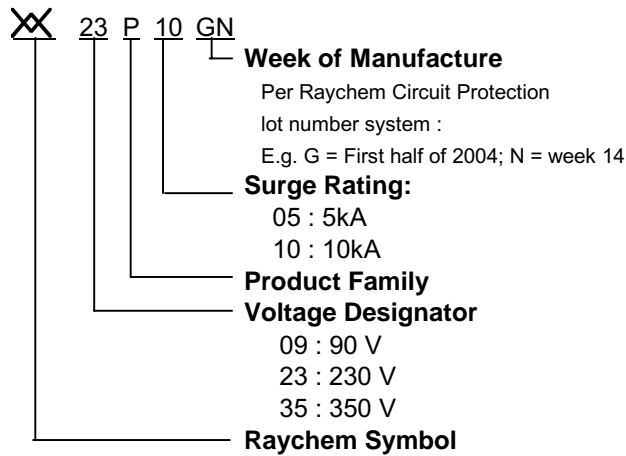 23 P 10 GN
Week of Manufacture
Per Raychem Circuit Protection
lot number system :
E.g. G = First half of 2004; N = week 14
Surge Rating:
05 : 5kA
10 : 10kA
Product Family
Voltage Designator
09 : 90 V
23 : 230 V
35 : 350 V
Raychem Symbol